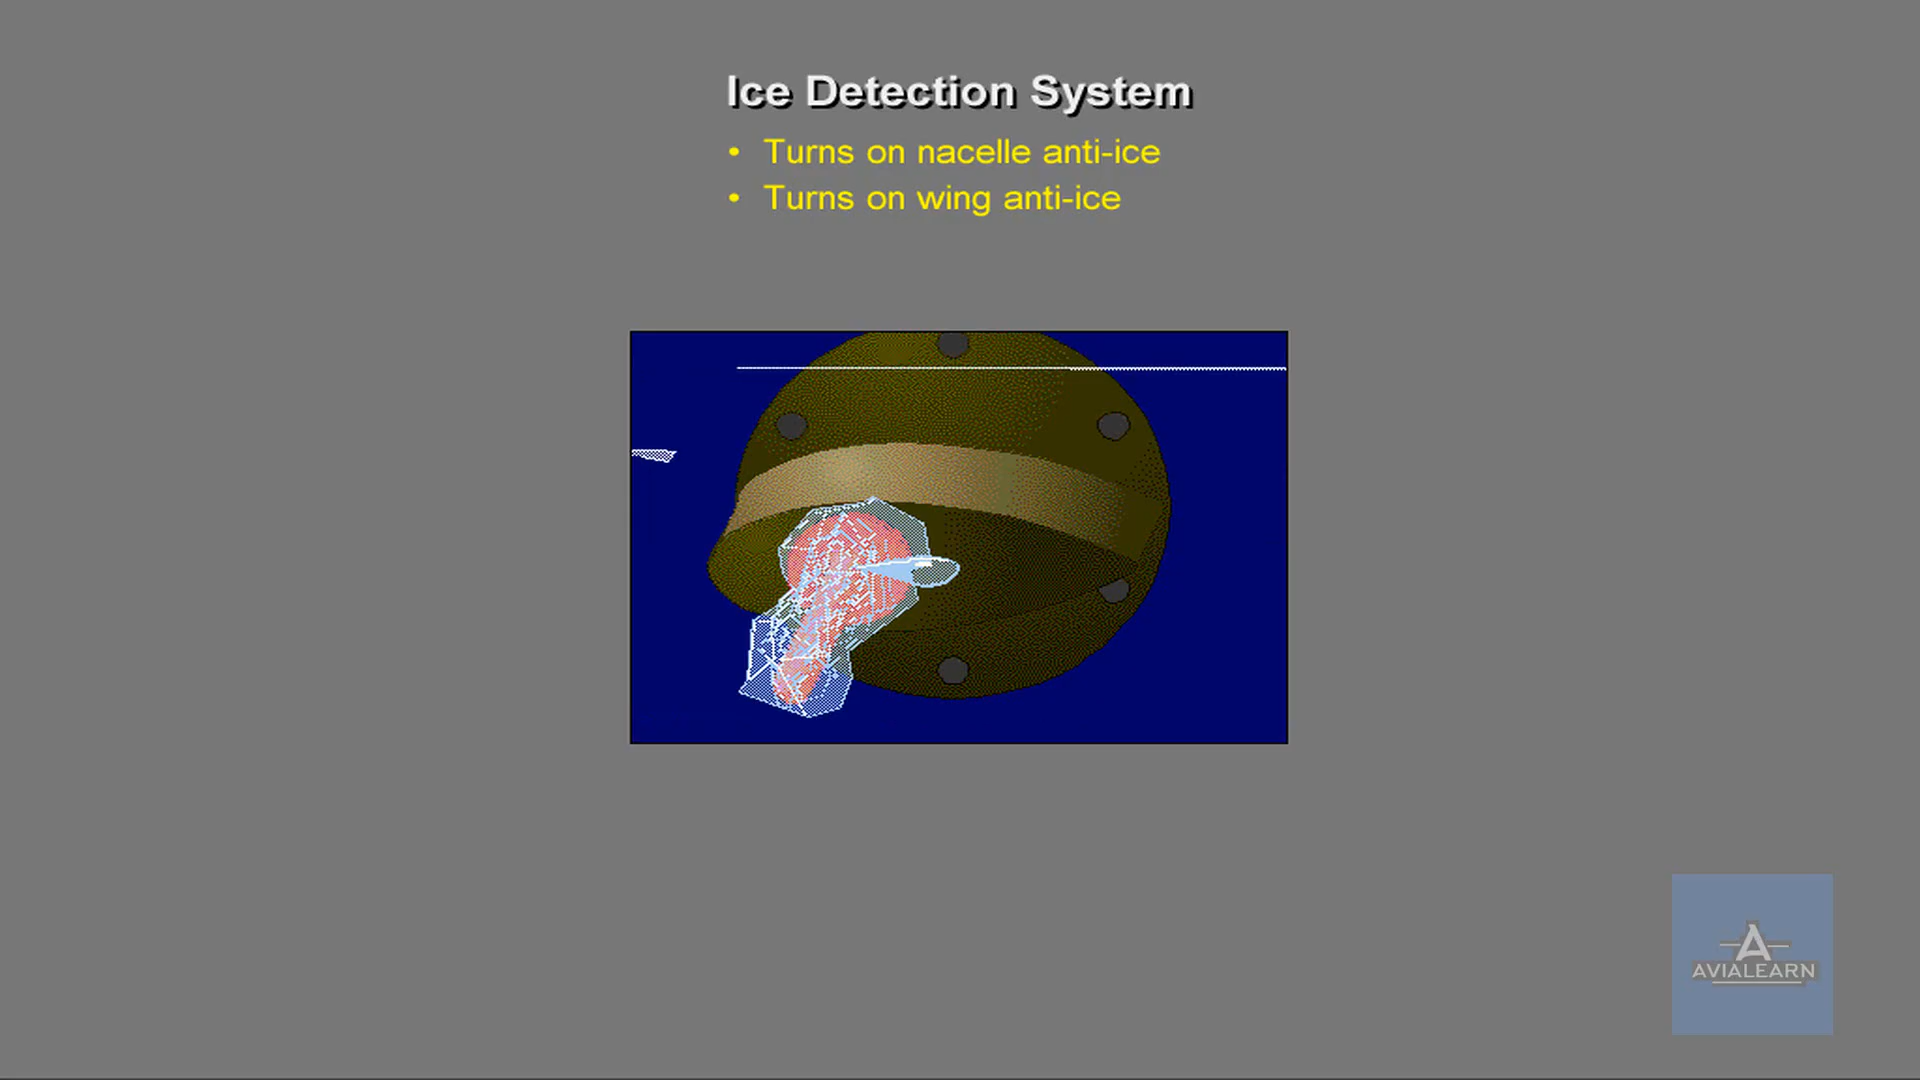 Ice Detection System
• Turns on nacelle anti-ice
• Turns on wing anti-ice
A
AVIALEARN